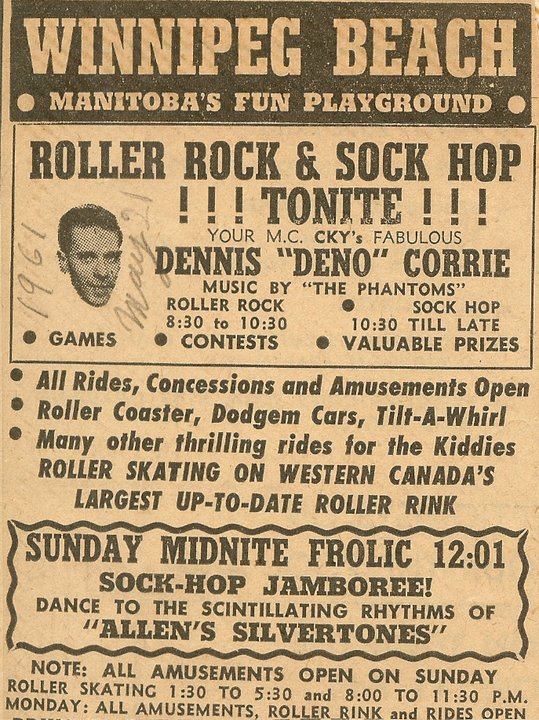 WINNIPEG BEACH
• MANITOBA'S FUN PLAYGROUND •
ROLLER ROCK & SOCK HOP
! ! ! TONITE ! ! !
YOUR M.C. CKY's FABULOUS
DENNIS "DENO" CORRIE
MUSIC BY "THE PHANTOMS"
ROLLER ROCK • SOCK HOP
8:30 to 10:30 10:30 TILL LATE
• GAMES • CONTESTS • VALUABLE PRIZES
1961
May 21
• All Rides, Concessions and Amusements Open
• Roller Coaster, Dodgem Cars, Tilt-A-Whirl
• Many other thrilling rides for the Kiddies
ROLLER SKATING ON WESTERN CANADA'S
LARGEST UP-TO-DATE ROLLER RINK
SUNDAY MIDNITE FROLIC 12:01
SOCK-HOP JAMBOREE!
DANCE TO THE SCINTILLATING RHYTHMS OF
"ALLEN'S SILVERTONES"
NOTE: ALL AMUSEMENTS OPEN ON SUNDAY
ROLLER SKATING 1:30 TO 5:30 and 8:00 TO 11:30 P.M.
MONDAY: ALL AMUSEMENTS, ROLLER RINK and RIDES OPEN